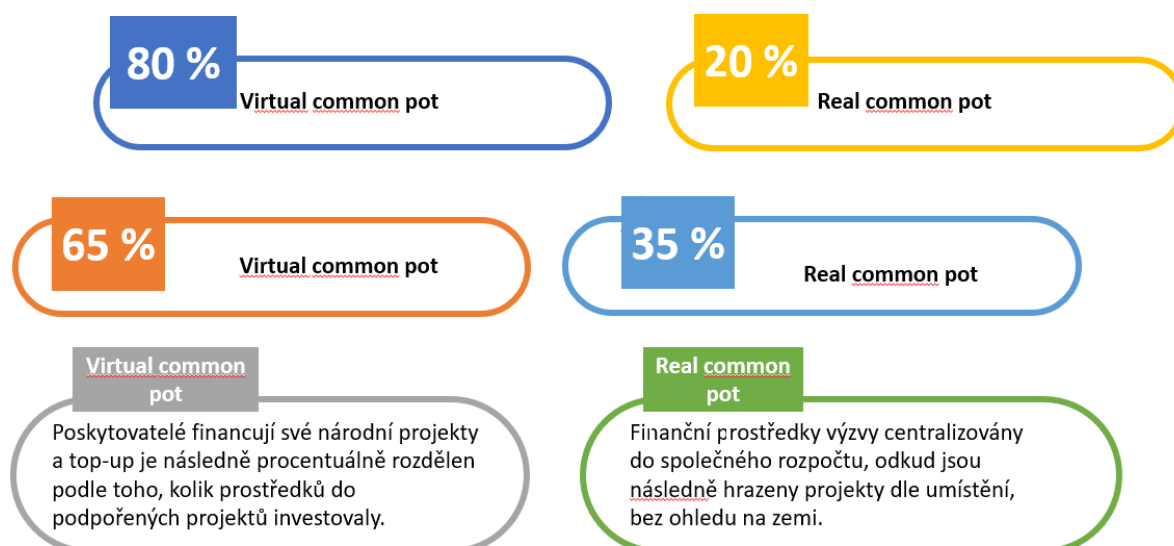 80 %
Virtual common pot
20 %
Real common pot
65 %
Virtual common pot
35 %
Real common pot
Virtual common
pot
Poskytovatelé financují své národní projekty
a top-up je následně procentuálně rozdělen
podle toho, kolik prostředků do
podpořených projektů investovaly.
Real common
pot
Finanční prostředky výzvy centralizovány
do společného rozpočtu, odkud jsou
následně hrazeny projekty dle umístění,
bez ohledu na zemi.